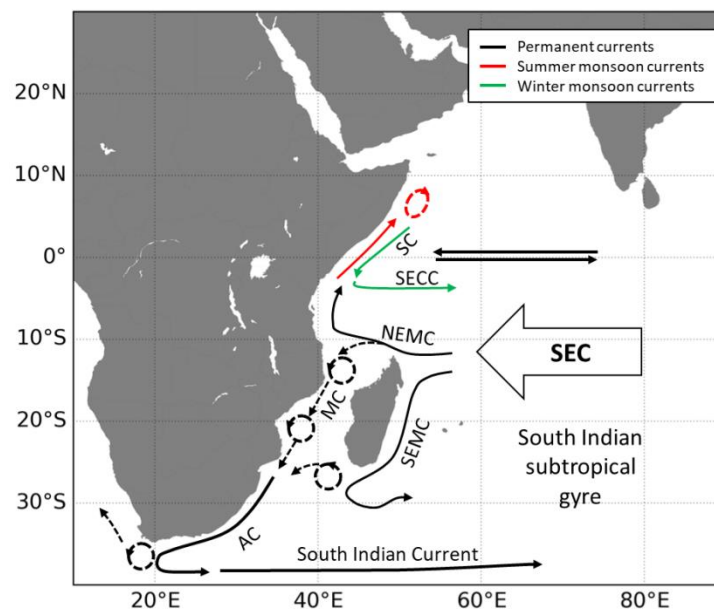 Permanent currents
Summer monsoon currents
Winter monsoon currents
20°N
10°N
0°
10°S
20°S
30°S
SC
SECC
NEMC
SEC
MC
SEMC
South Indian
subtropical
gyre
AC
South Indian Current
20°E
40°E
60°E
80°E